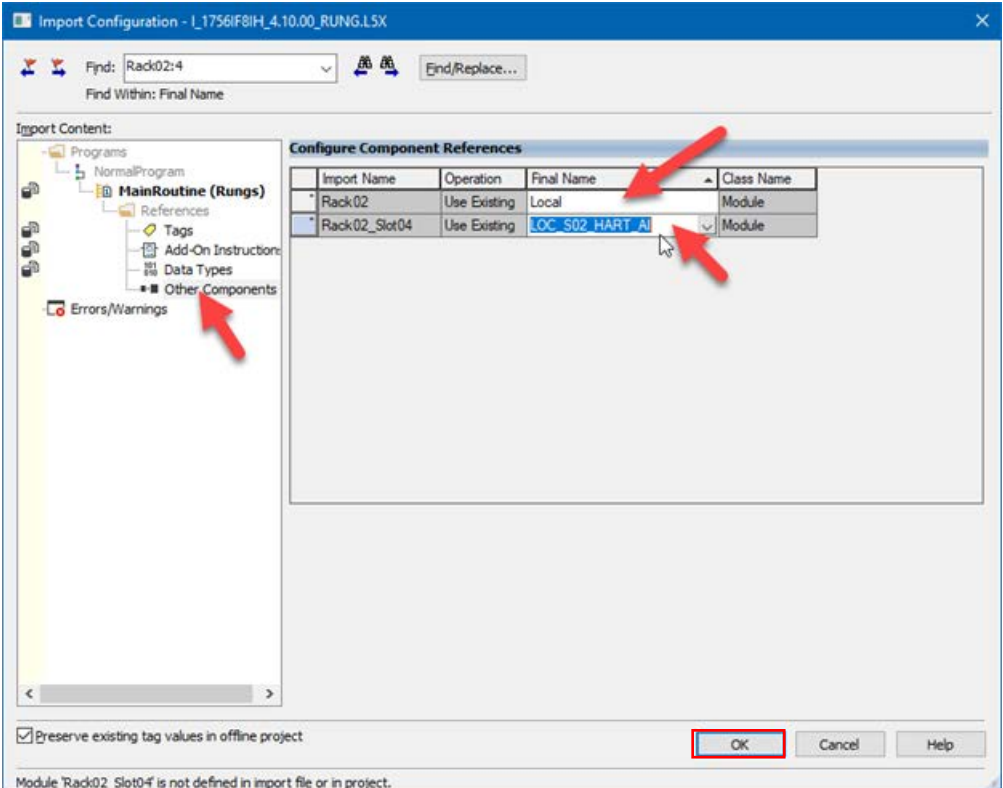 Import Configuration - I_1756IF8IH_4.10.00_RUNG.L5X
Find: Rack02:4
Find/Replace...
Find Within: Final Name
Import Content:
Programs
NormalProgram
MainRoutine (Rungs)
References
Tags
Add-On Instructions
Data Types
Other Components
Errors/Warnings
Configure Component References
Import Name Operation Final Name Class Name
Rack02 Use Existing Local Module
Rack02_Slot04 Use Existing LOC_S02_HART_AI Module
Preserve existing tag values in offline project
OK Cancel Help
Module 'Rack02_Slot04' is not defined in import file or in project.